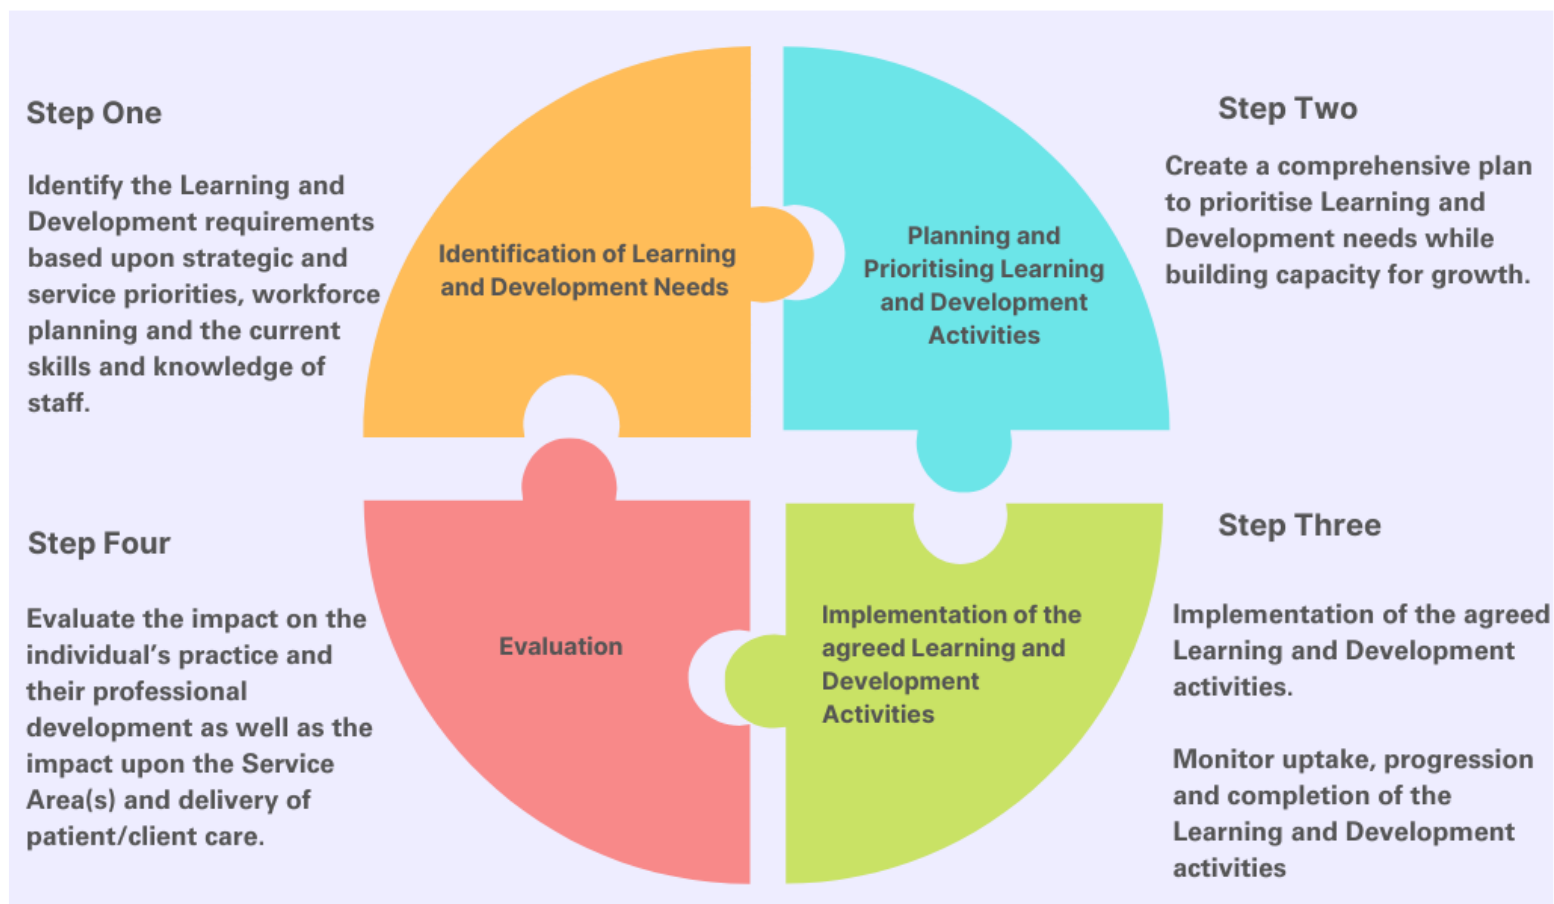 Step One
Identify the Learning and
Development requirements
based upon strategic and
service priorities, workforce
planning and the current
skills and knowledge of
staff.
Identification of Learning
and Development Needs
Planning and
Prioritising Learning
and Development
Activities
Step Two
Create a comprehensive plan
to prioritise Learning and
Development needs while
building capacity for growth.
Step Four
Evaluate the impact on the
individual’s practice and
their professional
development as well as the
impact upon the Service
Area(s) and delivery of
patient/client care.
Evaluation
Implementation of the
agreed Learning and
Development
Activities
Step Three
Implementation of the agreed
Learning and Development
activities.
Monitor uptake, progression
and completion of the
Learning and Development
activities